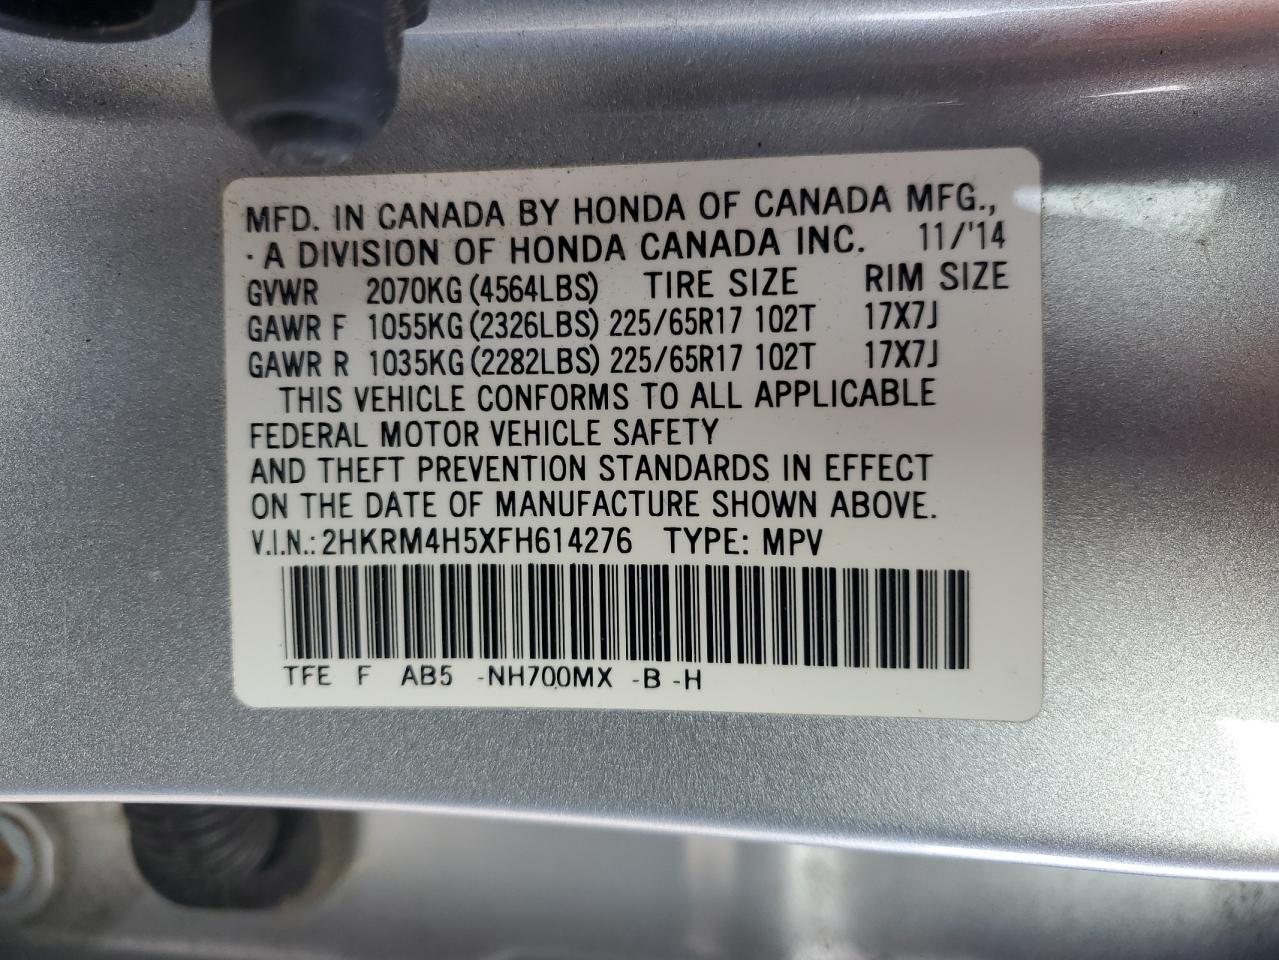 MFD. IN CANADA BY HONDA OF CANADA MFG.,
· A DIVISION OF HONDA CANADA INC. 11/'14
GVWR 2070KG (4564LBS) TIRE SIZE RIM SIZE
GAWR F 1055KG (2326LBS) 225/65R17 102T 17X7J
GAWR R 1035KG (2282LBS) 225/65R17 102T 17X7J
THIS VEHICLE CONFORMS TO ALL APPLICABLE
FEDERAL MOTOR VEHICLE SAFETY
AND THEFT PREVENTION STANDARDS IN EFFECT
ON THE DATE OF MANUFACTURE SHOWN ABOVE.
V.I.N.: 2HKRM4H5XFH614276 TYPE: MPV
TFE F AB5 -NH700MX -B -H